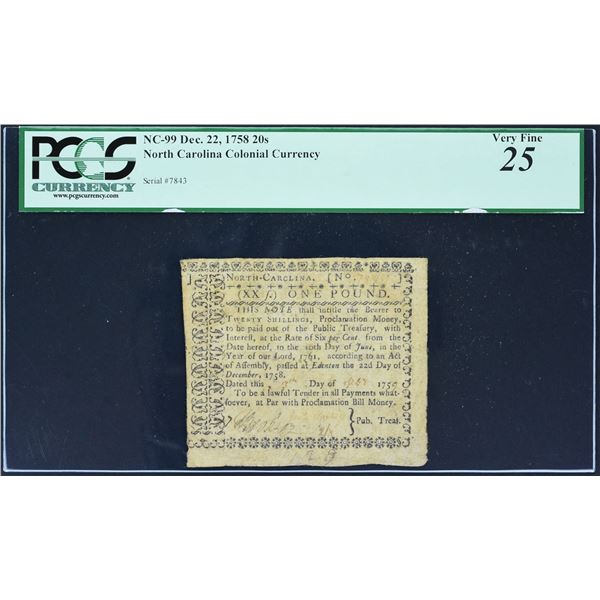 PCGS
CURRENCY
www.pcgscurrency.com
NC-99 Dec. 22, 1758 20s
North Carolina Colonial Currency
Serial #7843
Very Fine
25
NORTH-CAROLINA. [No.
(XX ſ.) ONE POUND.
THIS NOTE ſhall intitle the Bearer to
TWENTY SHILLINGS, Proclamation Money,
to be paid out of the Public Treaſury, with
Intereſt, at the Rate of Six per Cent. from the
Date hereof, to the 10th Day of June, in the
Year of our Lord, 1761, according to an Act
of Aſſembly, paſſed at Edenton the 22d Day of
December, 1758.
Dated this Day of 175
To be a lawful Tender in all Payments what-
ſoever, at Par with Proclamation Bill Money.
} Pub. Treaſ.